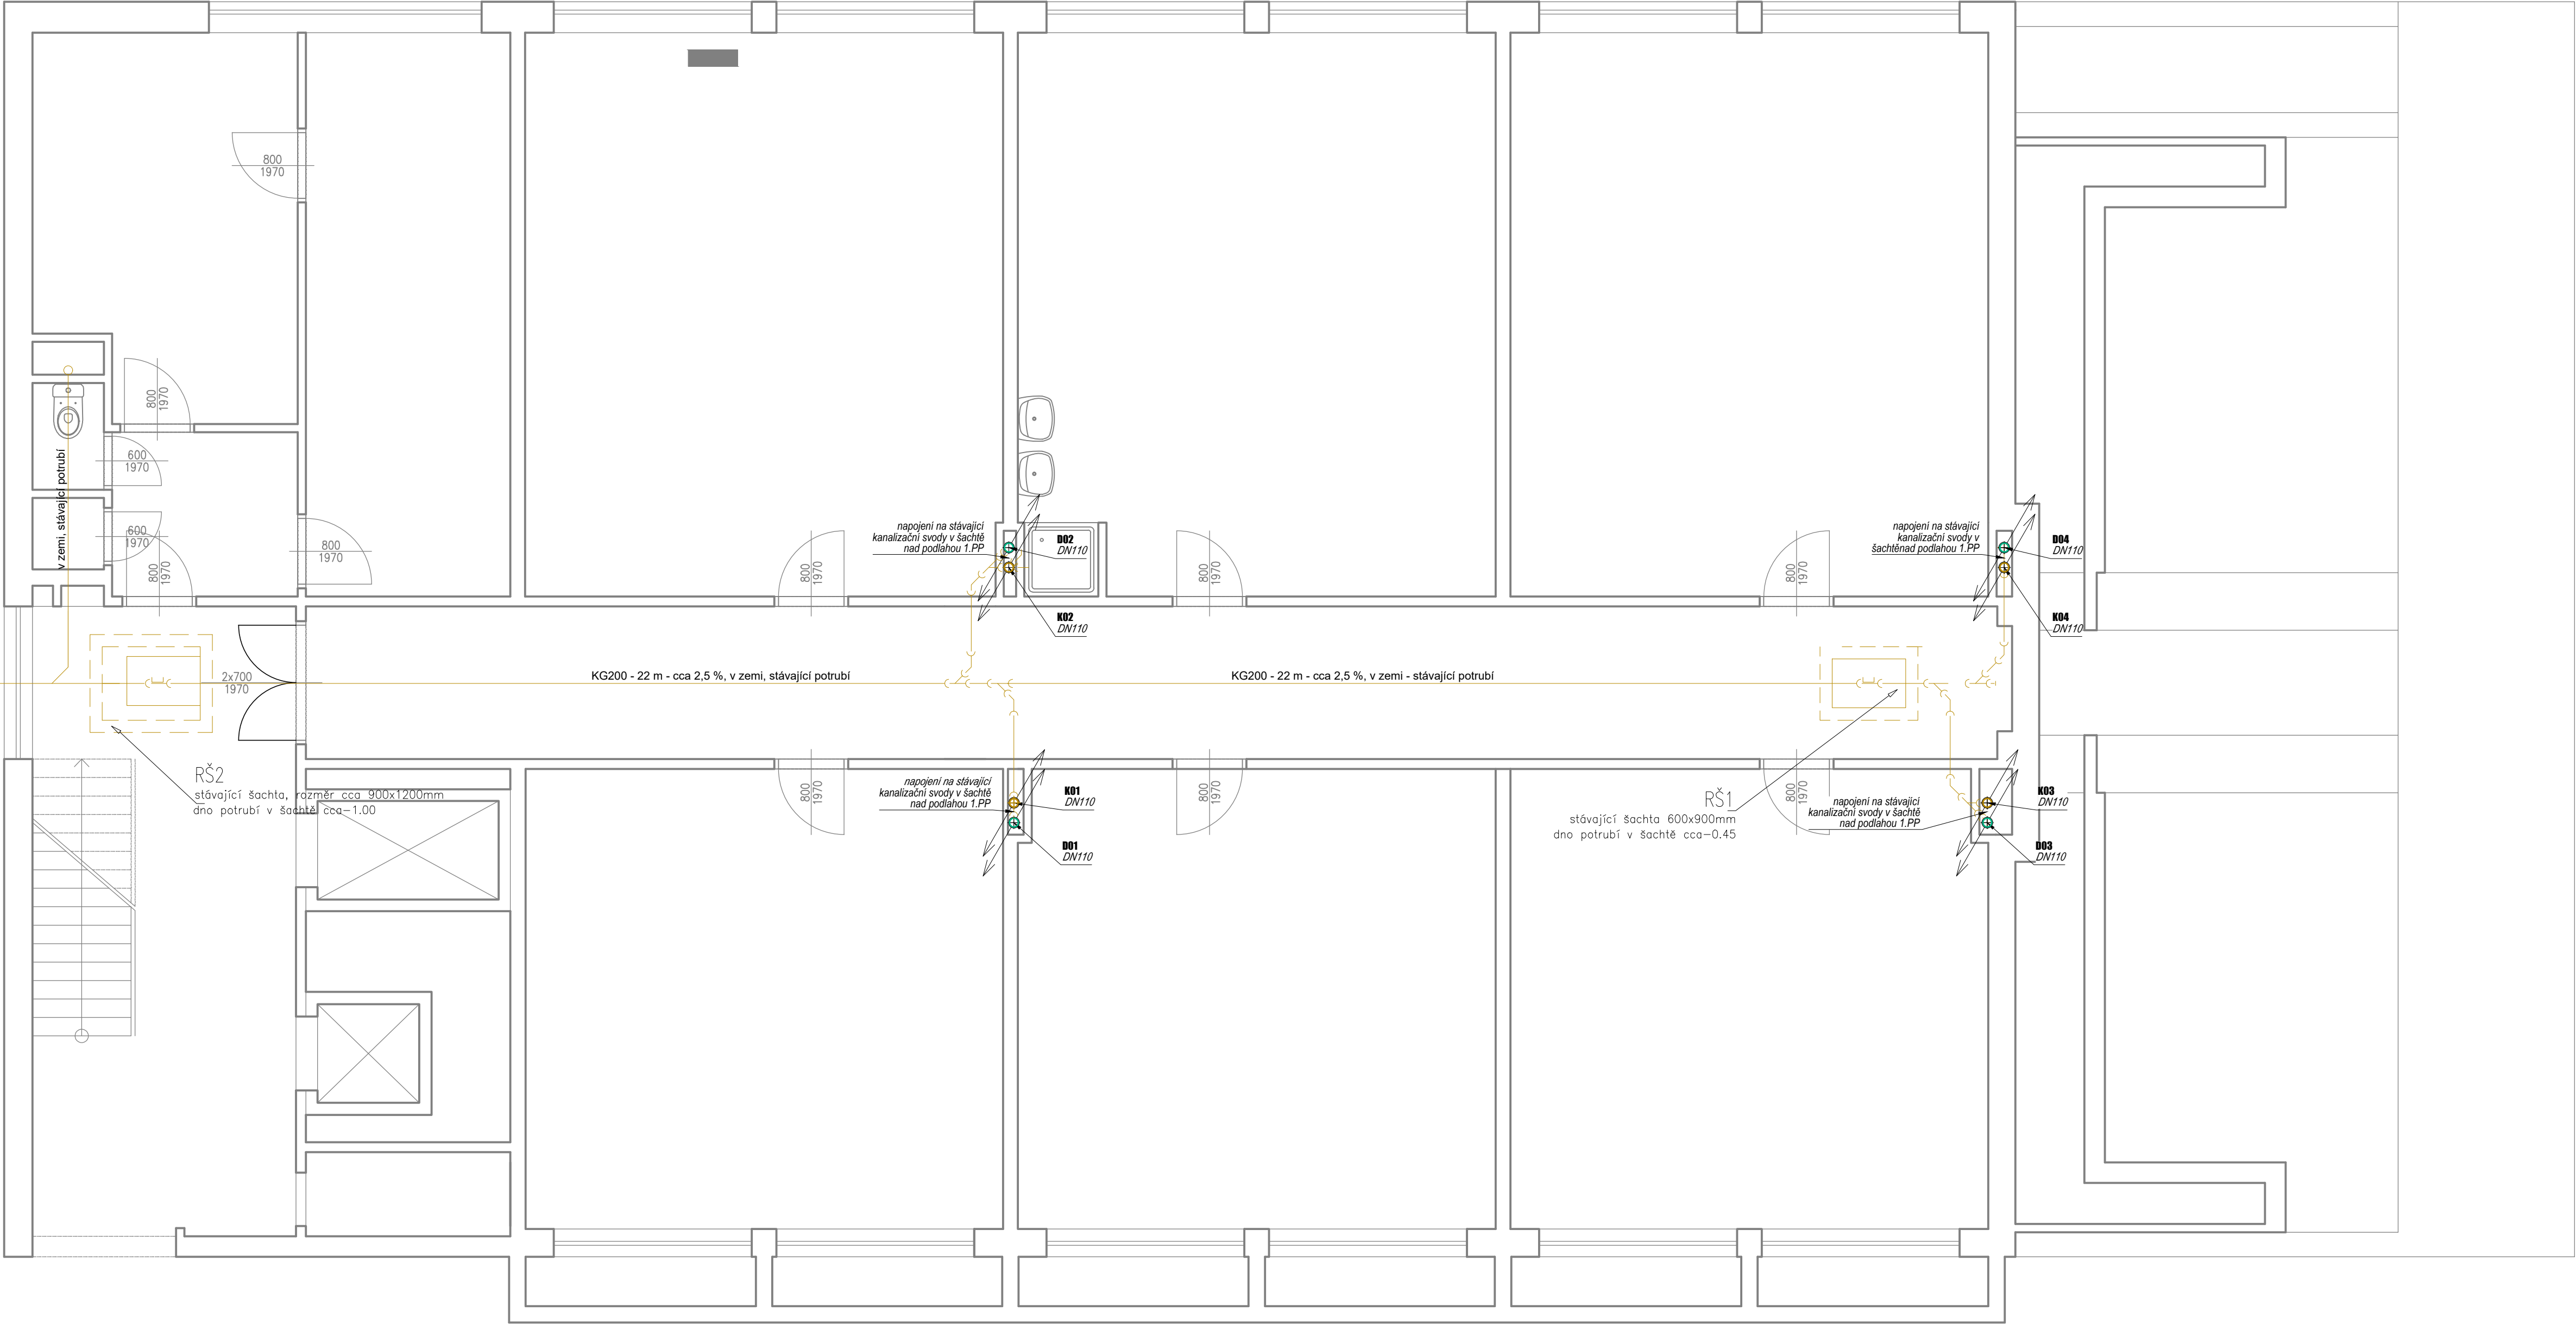 800
1970
800
1970
v zemi, stávající potrubí
600
1970
600
1970
800
1970
800
1970
napojení na stávající
kanalizační svody v šachtě
nad podlahou 1.PP
D02
DN110
K02
DN110
800
1970
800
1970
800
1970
napojení na stávající
kanalizační svody v
šachtěnad podlahou 1.PP
D04
DN110
K04
DN110
2x700
1970
KG200 - 22 m - cca 2,5 %, v zemi, stávající potrubí
KG200 - 22 m - cca 2,5 %, v zemi - stávající potrubí
RŠ2
stávající šachta, rozměr cca 900x1200mm
dno potrubí v šachtě cca-1.00
800
1970
napojení na stávající
kanalizační svody v šachtě
nad podlahou 1.PP
K01
DN110
D01
DN110
800
1970
RŠ1
stávající šachta 600x900mm
dno potrubí v šachtě cca-0.45
800
1970
napojení na stávající
kanalizační svody v šachtě
nad podlahou 1.PP
K03
DN110
D03
DN110